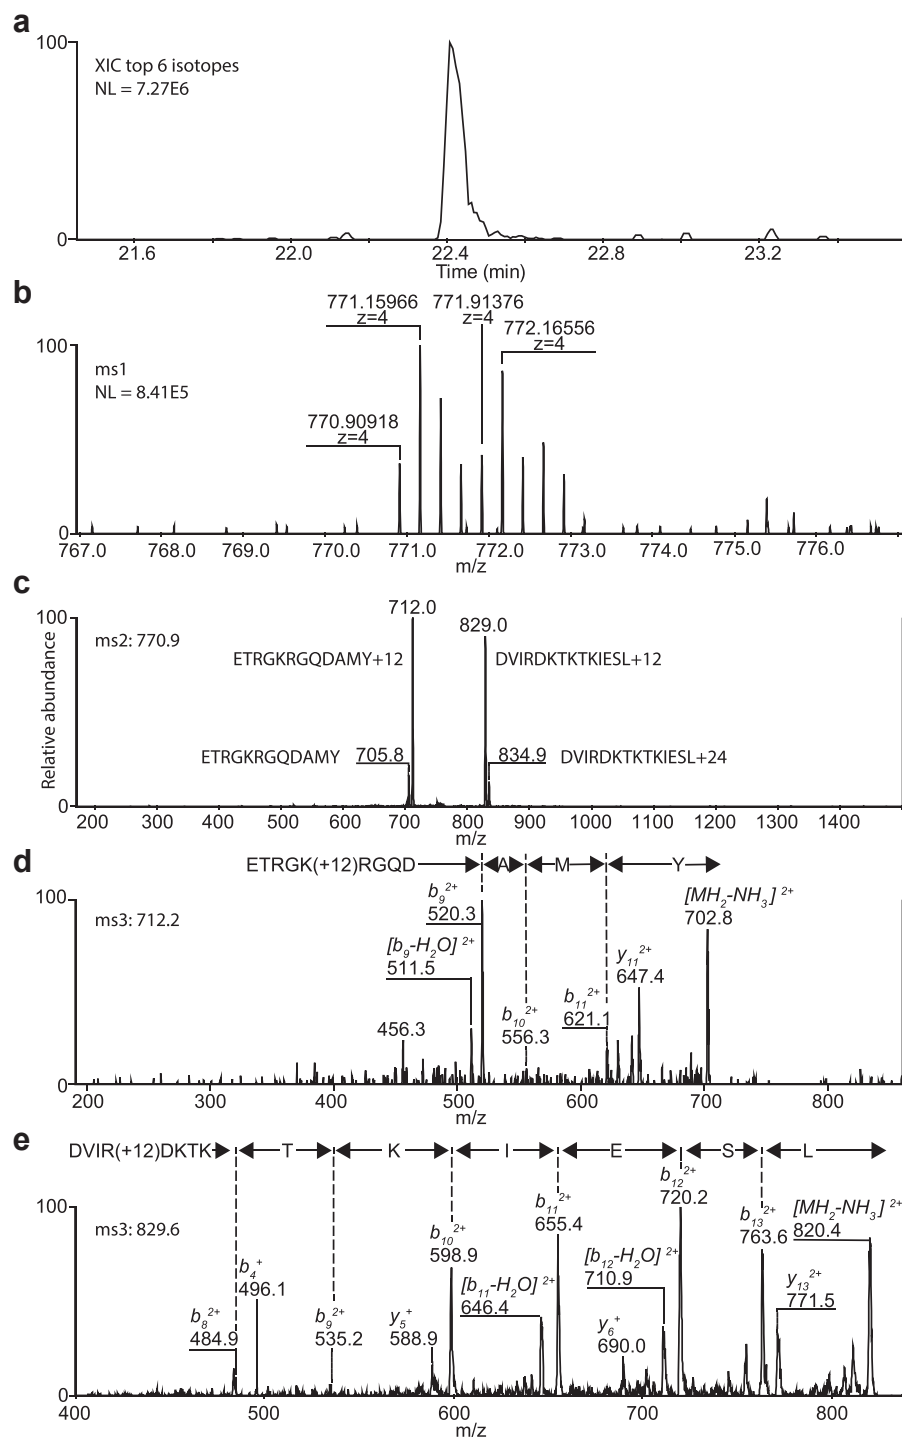 a
100
XIC top 6 isotopes
NL = 7.27E6
0
21.6 22.0 22.4 22.8 23.2
Time (min)
b
771.15966 771.91376
z=4 z=4
772.16556
z=4
100
ms1
NL = 8.41E5
770.90918
z=4
0
767.0 768.0 769.0 770.0 771.0 772.0 773.0 774.0 775.0 776.0
m/z
c
712.0
100
829.0
ms2: 770.9
ETRGKRGQDAMY+12 DVIRDKTKTKIESL+12
Relative abundance
ETRGKRGQDAMY 705.8 834.9 DVIRDKTKTKIESL+24
0
200 300 400 500 600 700 800 900 1000 1100 1200 1300 1400
m/z
d
ETRGK(+12)RGQD A M Y
100
b9 2+
520.3
[MH2-NH3] 2+
702.8
ms3: 712.2
[b9-H2O] 2+
511.5
y11 2+
647.4
b11 2+
621.1
b10 2+
556.3
456.3
0
200 300 400 500 600 700 800
m/z
e
DVIR(+12)DKTK T K I E S L
b12 2+
720.2
100
ms3: 829.6
b11 2+
655.4
b13 2+
763.6
[MH2-NH3] 2+
820.4
b10 2+
598.9
[b12-H2O] 2+
710.9
b4 +
496.1
[b11-H2O] 2+
646.4
y13 2+
771.5
b8 2+
484.9
b9 2+
535.2
y5 +
588.9
y6 +
690.0
0
400 500 600 700 800
m/z